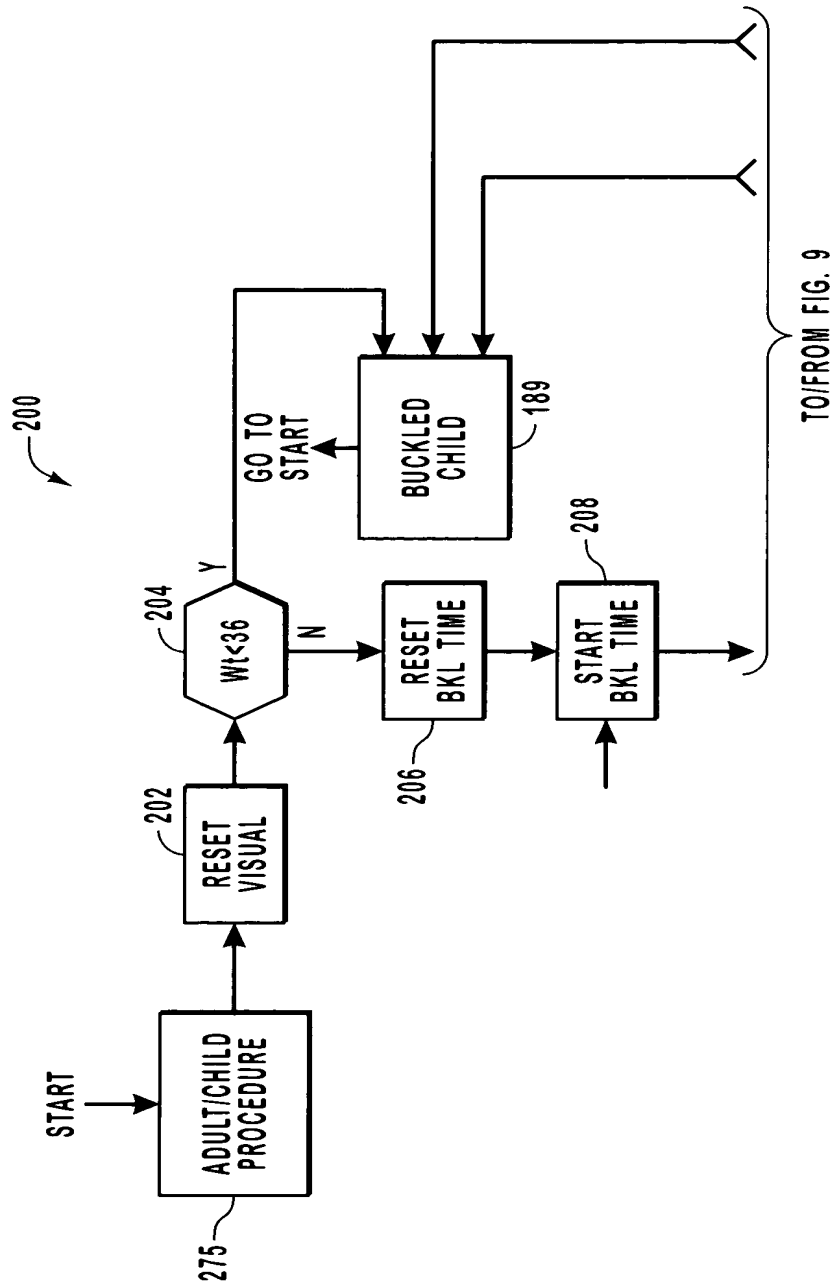 200
START
ADULT/CHILD
PROCEDURE
275
RESET
VISUAL
202
Wt<36
204
Y
N
GO TO
START
BUCKLED
CHILD
189
RESET
BKL TIME
206
START
BKL TIME
208
TO/FROM FIG. 9